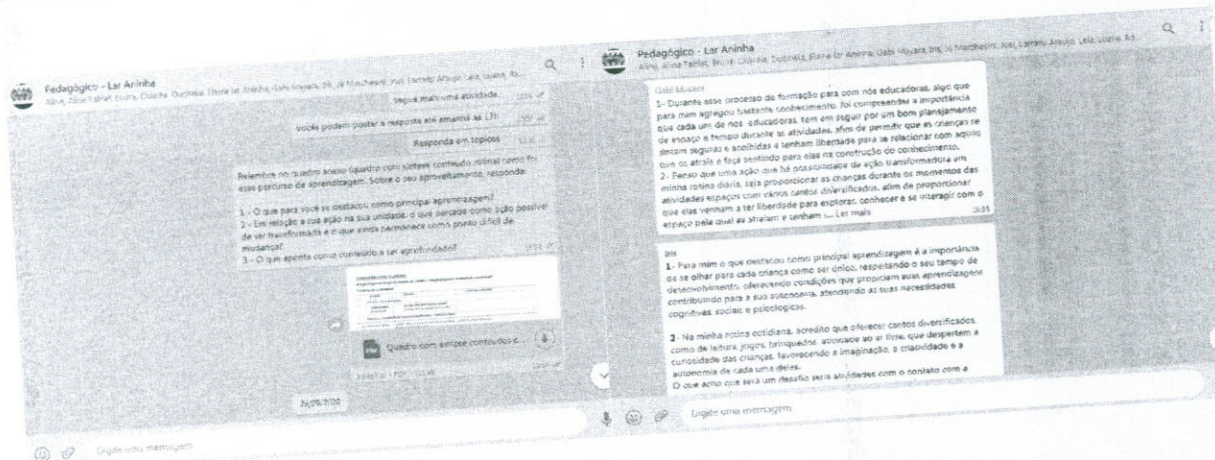 Pedagógico - Lar Aninha
segue mais uma atividade.
vocês podem postar a resposta até amanhã às 17h
Responda em tópicos
Relembre no quadro anexo (quadro com síntese conteúdo rotina) como foi
esse percurso de aprendizagem. Sobre o seu aproveitamento, responda:
1 - O que para você se destacou como principal aprendizagem?
2 - Em relação a sua ação na sua unidade, o que percebe como ação possível
de ser transformada e o que ainda permanece como ponto difícil de
mudança?
3 - O que aponta como conteúdo a ser aprofundado?
Quadro com síntese conteúdos c
Digite uma mensagem
Pedagógico - Lar Aninha
Gabi Mayara
1- Durante esse processo de formação para com nós educadoras, algo que
para mim agregou bastante conhecimento, foi compreender a importância
que cada um de nós, educadoras, tem em seguir por um bom planejamento
de espaço e tempo durante as atividades, afim de permitir que as crianças se
sintam seguras e acolhidas e tenham liberdade para se relacionar com aquilo
que os atrais e faça sentindo para elas na construção do conhecimento.
2- Penso que uma ação que há possibilidade de ação transformadora em
minha rotina diária, seja proporcionar as crianças durante os momentos das
atividades espaços com vários cantos diversificados, afim de proporcionar
que elas venham a ter liberdade para explorar, conhecer e se interagir com o
espaço pela qual as atraiam e tenham i... Ler mais
Iris
1- Para mim o que destacou como principal aprendizagem é a importância
de se olhar para cada criança como ser único, respeitando o seu tempo de
desenvolvimento, oferecendo condições que propiciam suas aprendizagens
contribuindo para a sua autonomia, atendendo as suas necessidades
cognitivas, sociais e psicológicas.
2- Na minha rotina cotidiana, acredito que oferecer cantos diversificados,
como de leitura, jogos, brinquedos, atividade ao ar livre, que despertem a
curiosidade das crianças, favorecendo a imaginação, a criatividade e a
autonomia de cada uma delas.
O que acho que será um desafio seria atividades com o contato com a
Digite uma mensagem